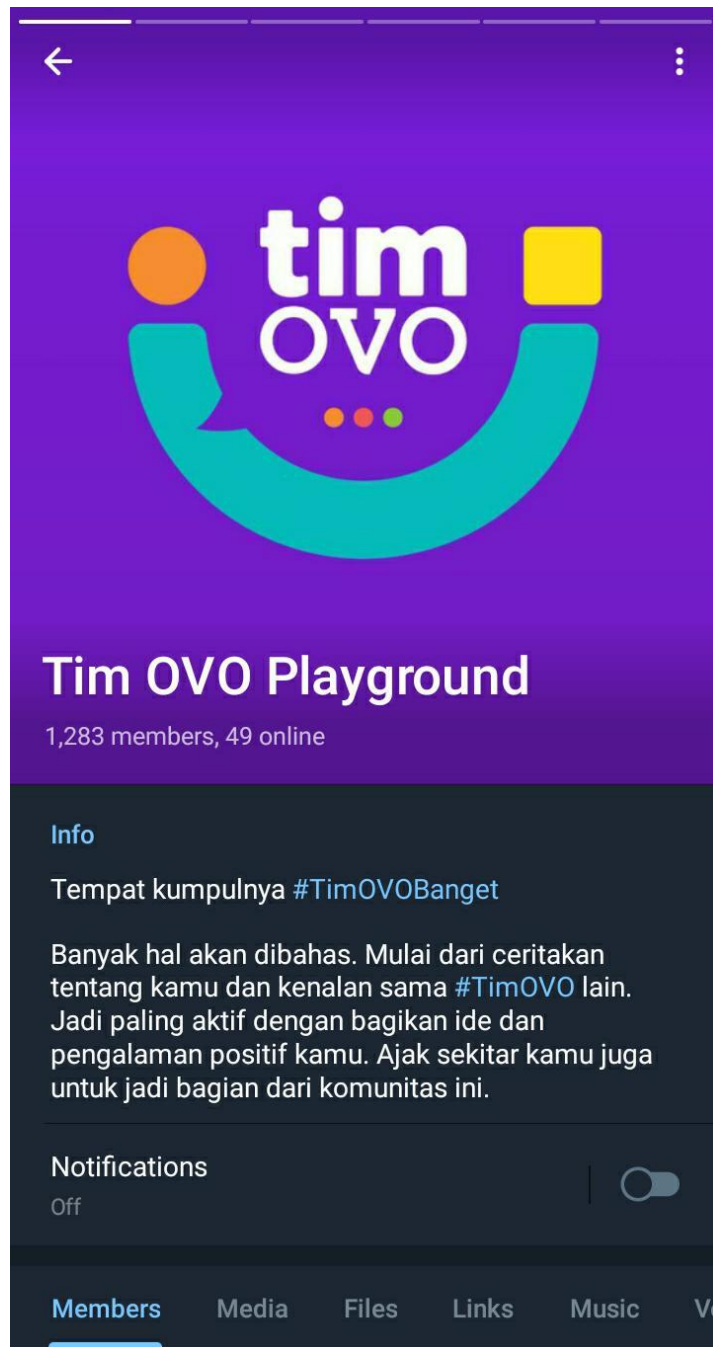 tim
OVO
Tim OVO Playground
1,283 members, 49 online
Info
Tempat kumpulnya #TimOVOBanget
Banyak hal akan dibahas. Mulai dari ceritakan
tentang kamu dan kenalan sama #TimOVO lain.
Jadi paling aktif dengan bagikan ide dan
pengalaman positif kamu. Ajak sekitar kamu juga
untuk jadi bagian dari komunitas ini.
Notifications
Off
Members Media Files Links Music